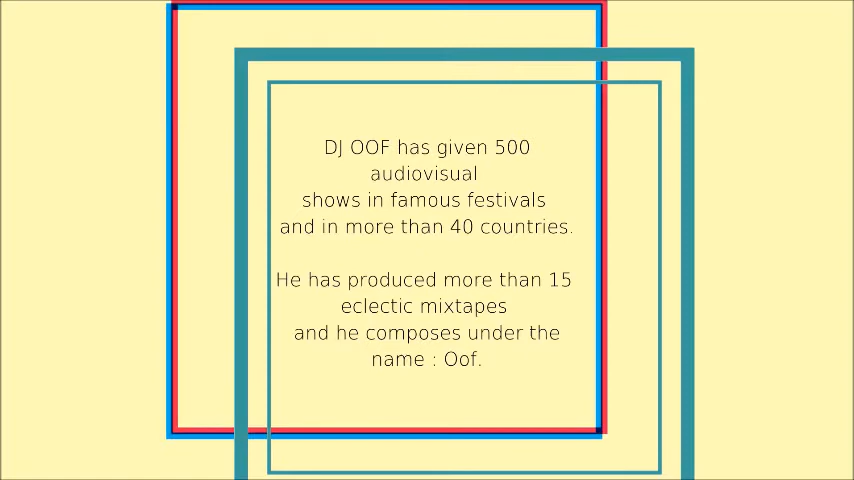 DJ OOF has given 500
audiovisual
shows in famous festivals
and in more than 40 countries.
He has produced more than 15
eclectic mixtapes
and he composes under the
name : Oof.